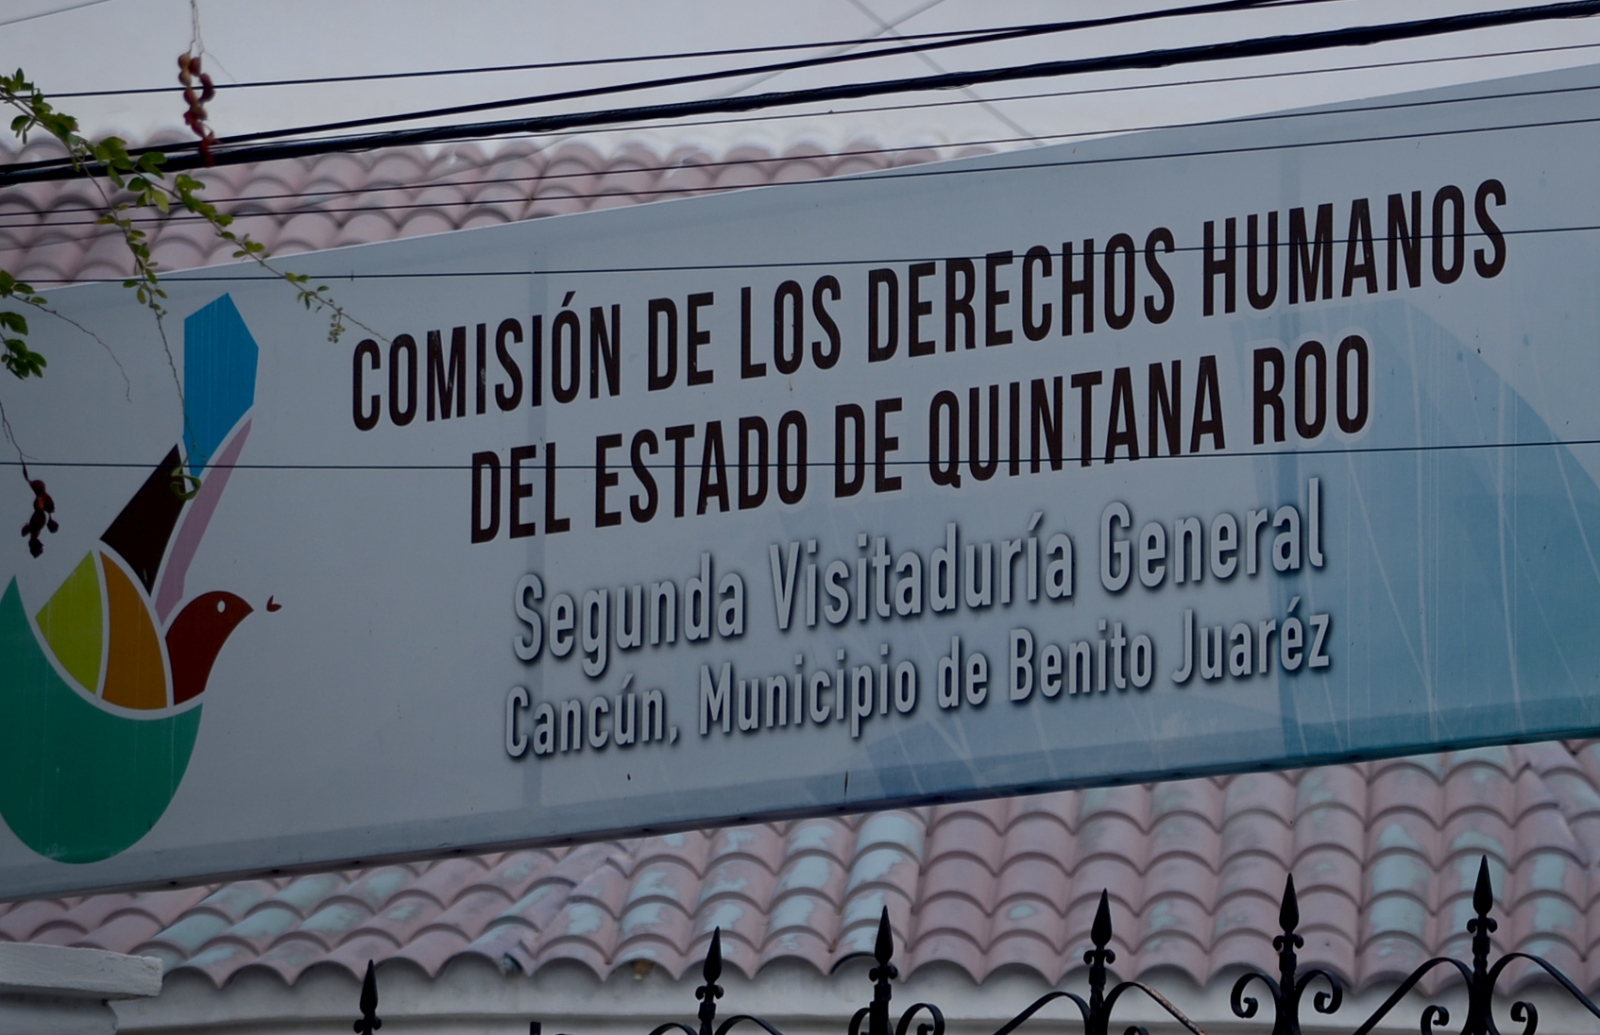 COMISIÓN DE LOS DERECHOS HUMANOS
DEL ESTADO DE QUINTANA ROO
Segunda Visitaduría General
Cancún, Municipio de Benito Juaréz